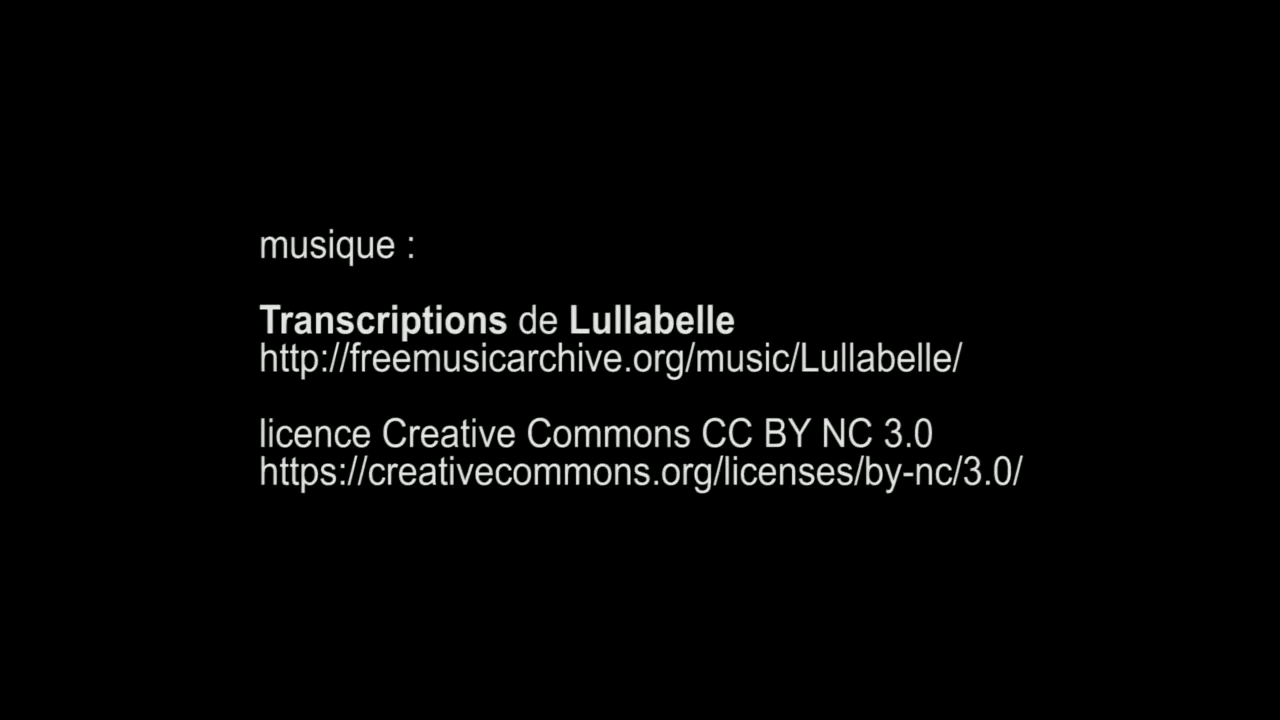 musique :
Transcriptions de Lullabelle
http://freemusicarchive.org/music/Lullabelle/
licence Creative Commons CC BY NC 3.0
https://creativecommons.org/licenses/by-nc/3.0/